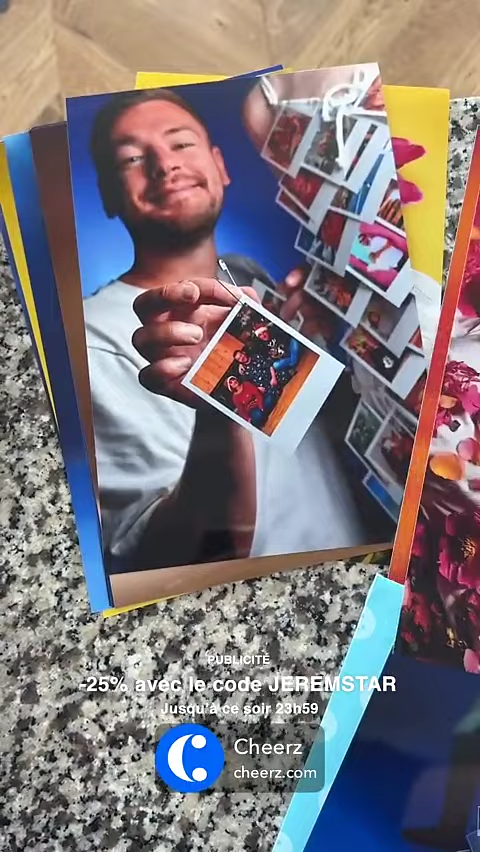 PUBLICITÉ
-25% avec le code JEREMSTAR
Jusqu'à ce soir 23h59
Cheerz
cheerz.com